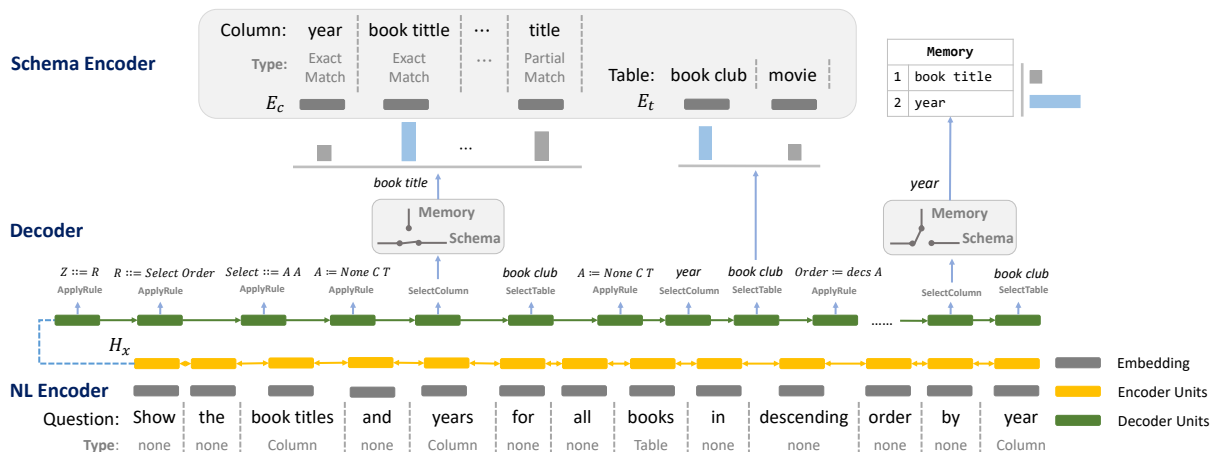 Column: year book tittle ... title
Schema Encoder
Type: Exact Match Exact Match ... Partial Match
Table: book club movie
E_c E_t
Memory
1 book title
2 year
...
book title
year
Memory
Schema
Memory
Schema
Decoder
Z ::= R R ::= Select Order Select ::= A A A ::= None C T book club A ::= None C T year book club Order ::= decs A book club
ApplyRule ApplyRule ApplyRule ApplyRule SelectColumn SelectTable ApplyRule SelectColumn SelectTable ApplyRule SelectColumn SelectTable
......
H_x
NL Encoder
Embedding
Encoder Units
Decoder Units
Question: Show the book titles and years for all books in descending order by year
Type: none none Column none Column none none Table none none none none Column